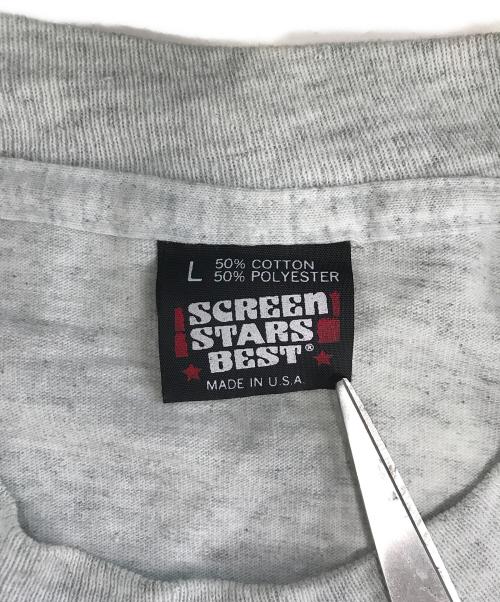 L 50% COTTON
50% POLYESTER
SCREEN
STARS
BEST®
MADE IN U.S.A.